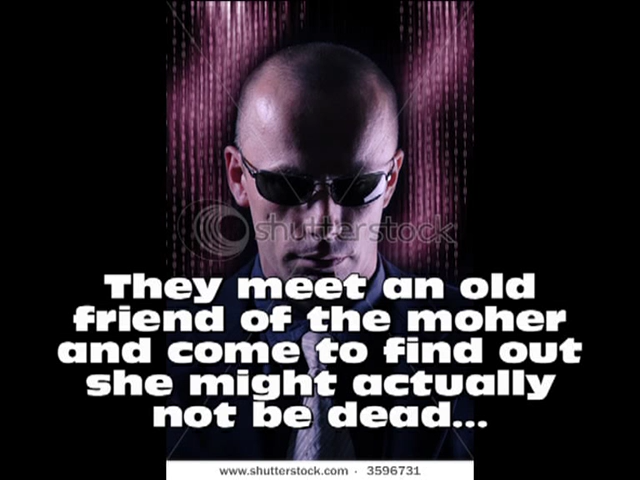 shutterstock
They meet an old
friend of the moher
and come to find out
she might actually
not be dead...
www.shutterstock.com · 3596731